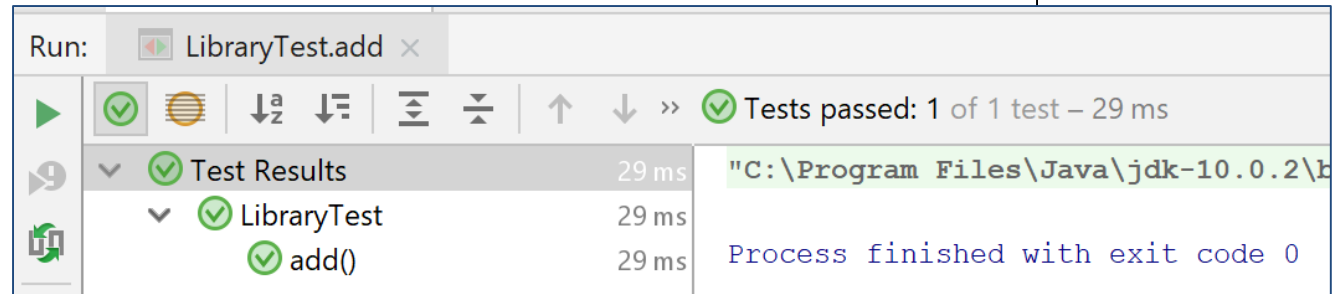 Run: LibraryTest.add
Tests passed: 1 of 1 test – 29 ms
Test Results 29 ms
LibraryTest 29 ms
add() 29 ms
"C:\Program Files\Java\jdk-10.0.2\b
Process finished with exit code 0